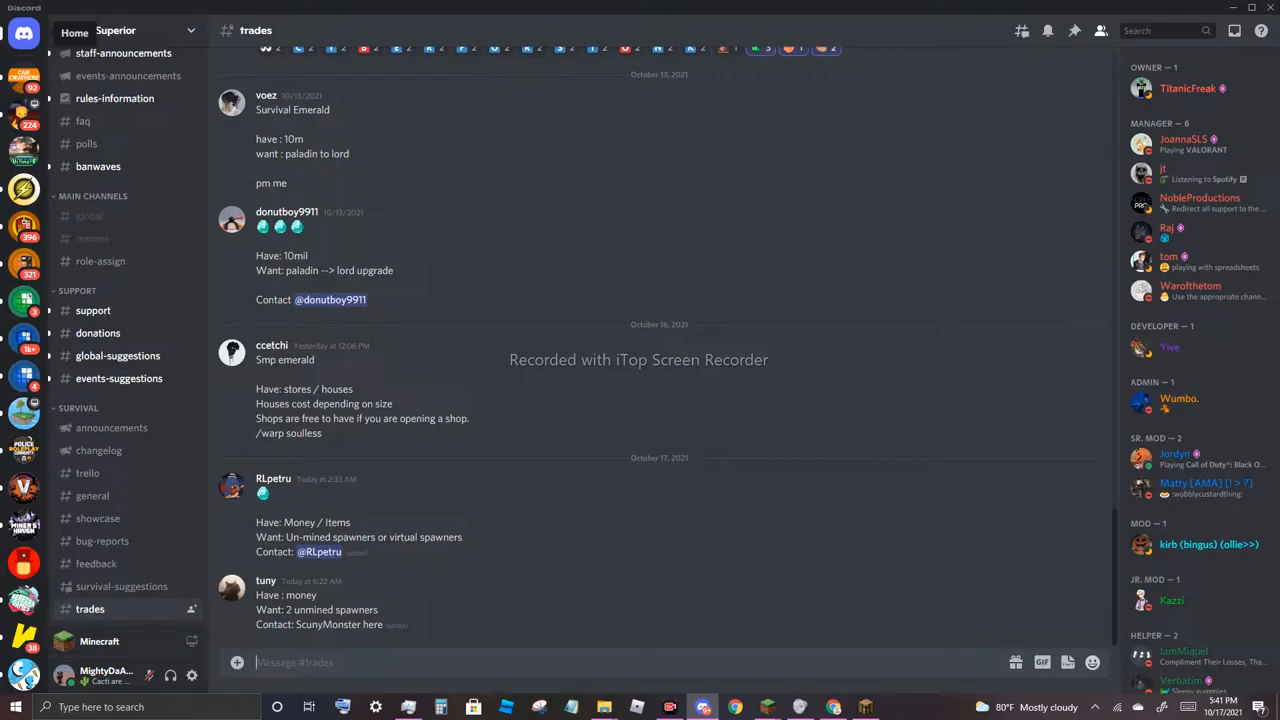 Discord
Home
Superior
trades
Search
staff-announcements
events-announcements
rules-information
faq
polls
banwaves
MAIN CHANNELS
global
memes
role-assign
SUPPORT
support
donations
global-suggestions
events-suggestions
SURVIVAL
announcements
changelog
trello
general
showcase
bug-reports
feedback
survival-suggestions
trades
Minecraft
MightyDaA...
Cacti are ...
92
224
396
321
3
1k+
4
38
October 13, 2021
voez 10/13/2021
Survival Emerald
have : 10m
want : paladin to lord
pm me
donutboy9911 10/13/2021
Have: 10mil
Want: paladin --> lord upgrade
Contact @donutboy9911
October 16, 2021
ccetchi Yesterday at 12:06 PM
Smp emerald
Have: stores / houses
Houses cost depending on size
Shops are free to have if you are opening a shop.
/warp soulless
Recorded with iTop Screen Recorder
October 17, 2021
RLpetru Today at 2:33 AM
Have: Money / Items
Want: Un-mined spawners or virtual spawners
Contact: @RLpetru (edited)
tuny Today at 6:22 AM
Have : money
Want: 2 unmined spawners
Contact: ScunyMonster here (edited)
Message #trades
GIF
OWNER — 1
TitanicFreak
MANAGER — 6
JoannaSLS
Playing VALORANT
jt
Listening to Spotify
NobleProductions
Redirect all support to the ...
Raj
tom
playing with spreadsheets
Warofthetom
Use the appropriate chann...
DEVELOPER — 1
Yive
ADMIN — 1
Wumbo.
SR. MOD — 2
Jordyn
Playing Call of Duty®: Black O...
Matty [AMA] [! > ?]
:wobblycustardthing:
MOD — 1
kirb (bingus) (ollie>>)
JR. MOD — 1
Kazzi
HELPER — 2
IamMiquel
Compliment Their Losses, Tha...
Verbatim
Sleepy gummies
Type here to search
80°F Mostly cloudy
5:41 PM
10/17/2021